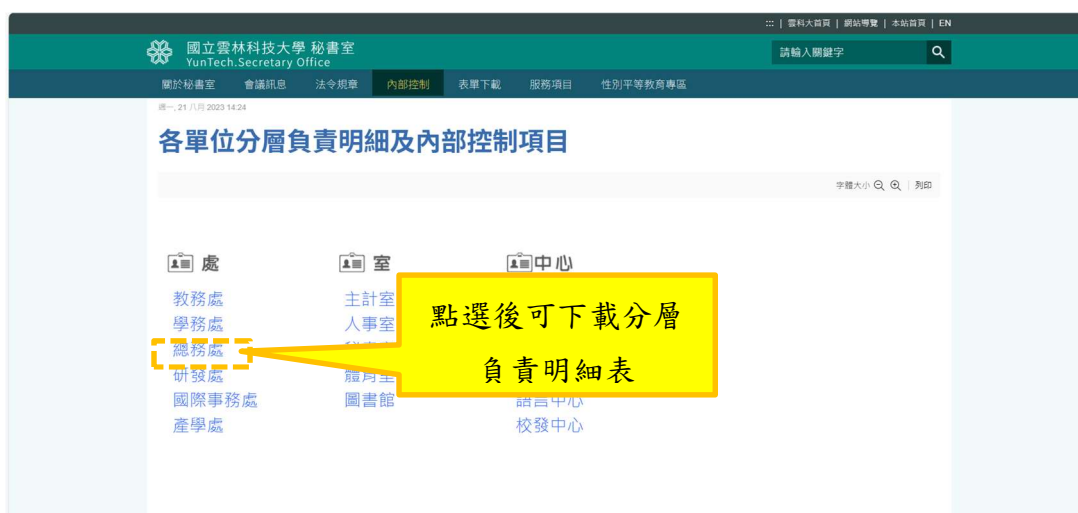 ::: | 雲科大首頁 | 網站導覽 | 本站首頁 | EN
國立雲林科技大學 秘書室
YunTech.Secretary Office
請輸入關鍵字
關於秘書室 會議訊息 法令規章 內部控制 表單下載 服務項目 性別平等教育專區
週一, 21 八月 2023 14:24
各單位分層負責明細及內部控制項目
字體大小 | 列印
處
教務處
學務處
總務處
研發處
國際事務處
產學處
室
主計室
人事室
體育室
圖書館
中心
語言中心
校發中心
點選後可下載分層
負責明細表